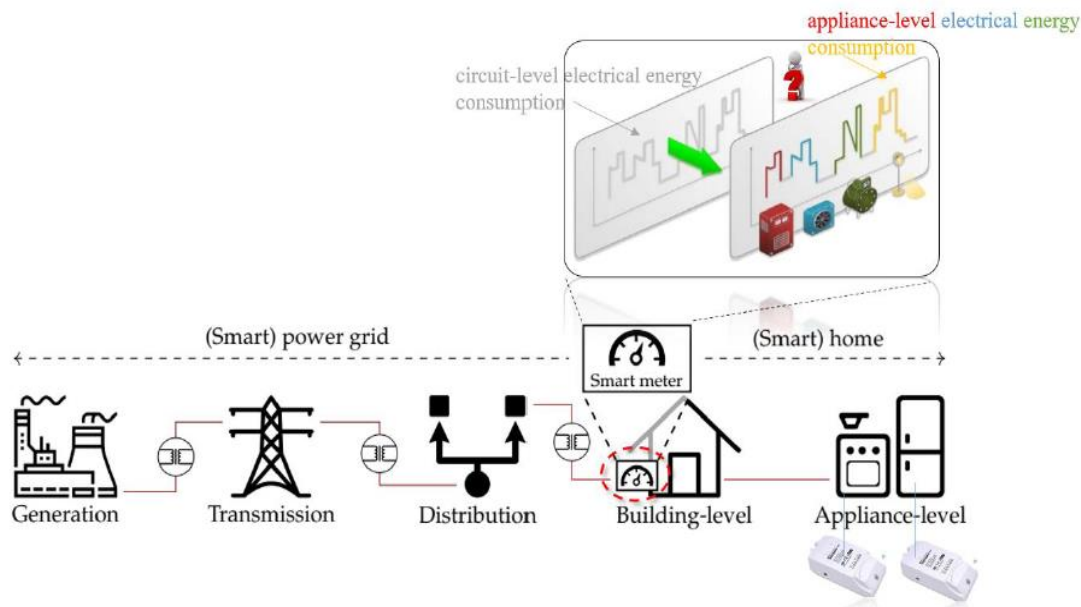 appliance-level electrical energy
consumption
circuit-level electrical energy
consumption
(Smart) power grid
(Smart) home
Smart meter
Generation
Transmission
Distribution
Building-level
Appliance-level